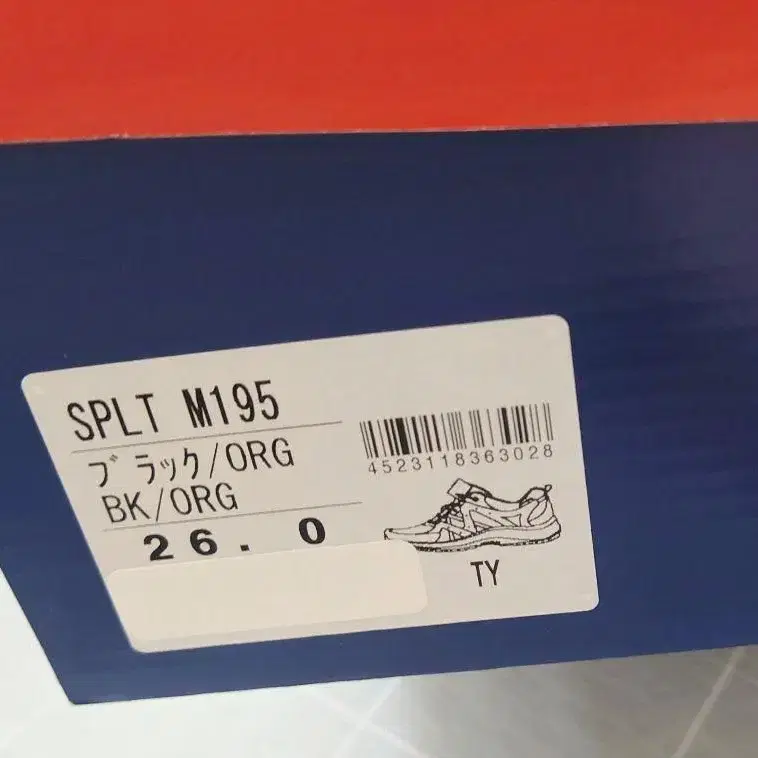 SPLT M195
ﾌﾞﾗｯｸ/ORG
BK/ORG
26.0
4523118363028
TY